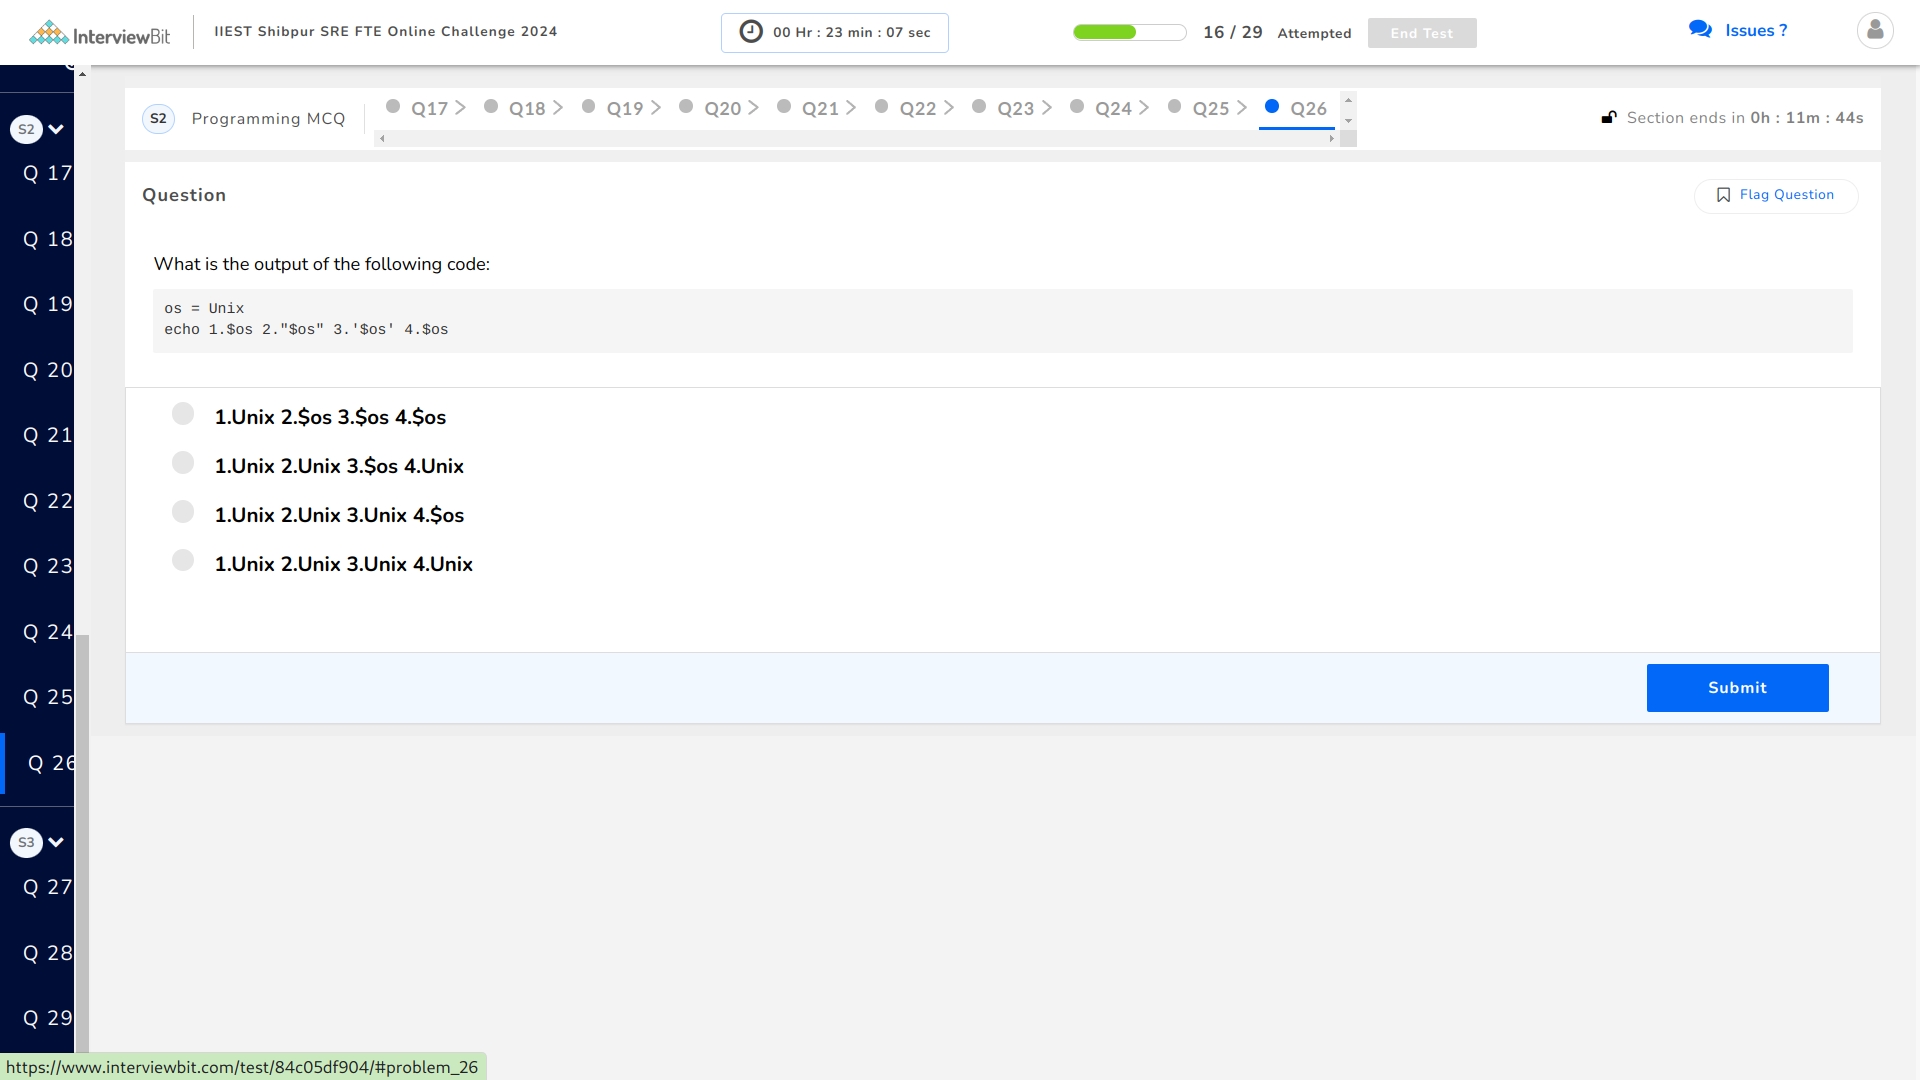 InterviewBit
IIEST Shibpur SRE FTE Online Challenge 2024
00 Hr : 23 min : 07 sec
16 / 29 Attempted
End Test
Issues ?
S2
Q 17
Q 18
Q 19
Q 20
Q 21
Q 22
Q 23
Q 24
Q 25
Q 26
S3
Q 27
Q 28
Q 29
S2 Programming MCQ
Q17
Q18
Q19
Q20
Q21
Q22
Q23
Q24
Q25
Q26
Section ends in 0h : 11m : 44s
Question
Flag Question
What is the output of the following code:
os = Unix
echo 1.$os 2."$os" 3.'$os' 4.$os
1.Unix 2.$os 3.$os 4.$os
1.Unix 2.Unix 3.$os 4.Unix
1.Unix 2.Unix 3.Unix 4.$os
1.Unix 2.Unix 3.Unix 4.Unix
Submit
https://www.interviewbit.com/test/84c05df904/#problem_26